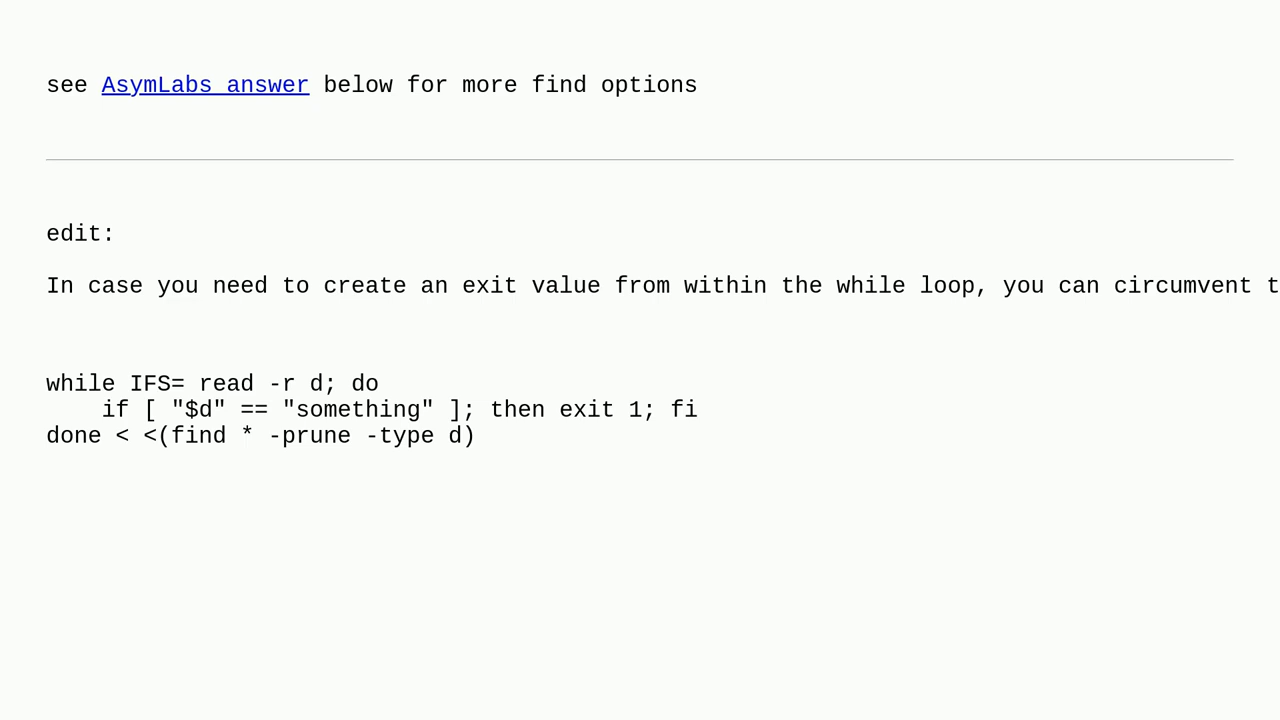 see AsymLabs answer below for more find options
edit:
In case you need to create an exit value from within the while loop, you can circumvent
while IFS= read -r d; do
    if [ "$d" == "something" ]; then exit 1; fi
done < <(find * -prune -type d)